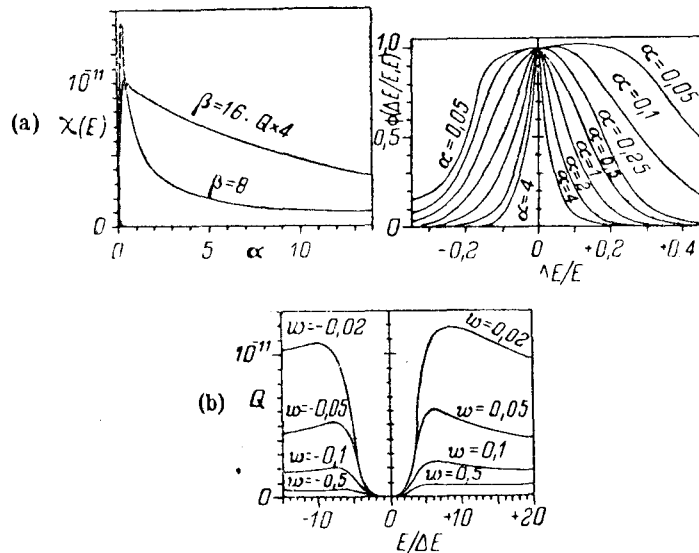 (a)
χ(E)
10⁻¹¹
0
β=16. Q×4
β=8
0
5
10
α
ϕ(ΔE/E,E)
1,0
0,5
0
α=0,05
α=0,05
α=0,1
α=0,25
α=0,5
α=1
α=2
α=4
α=4
-0,2
0
+0,2
+0.4
ΔE/E
(b)
Q
10⁻¹¹
0
w=-0,02
w=0,02
w=-0,05
w=0,05
w=-0,1
w=0,1
w=-0,5
w=0,5
-10
0
+10
+20
E/ΔE